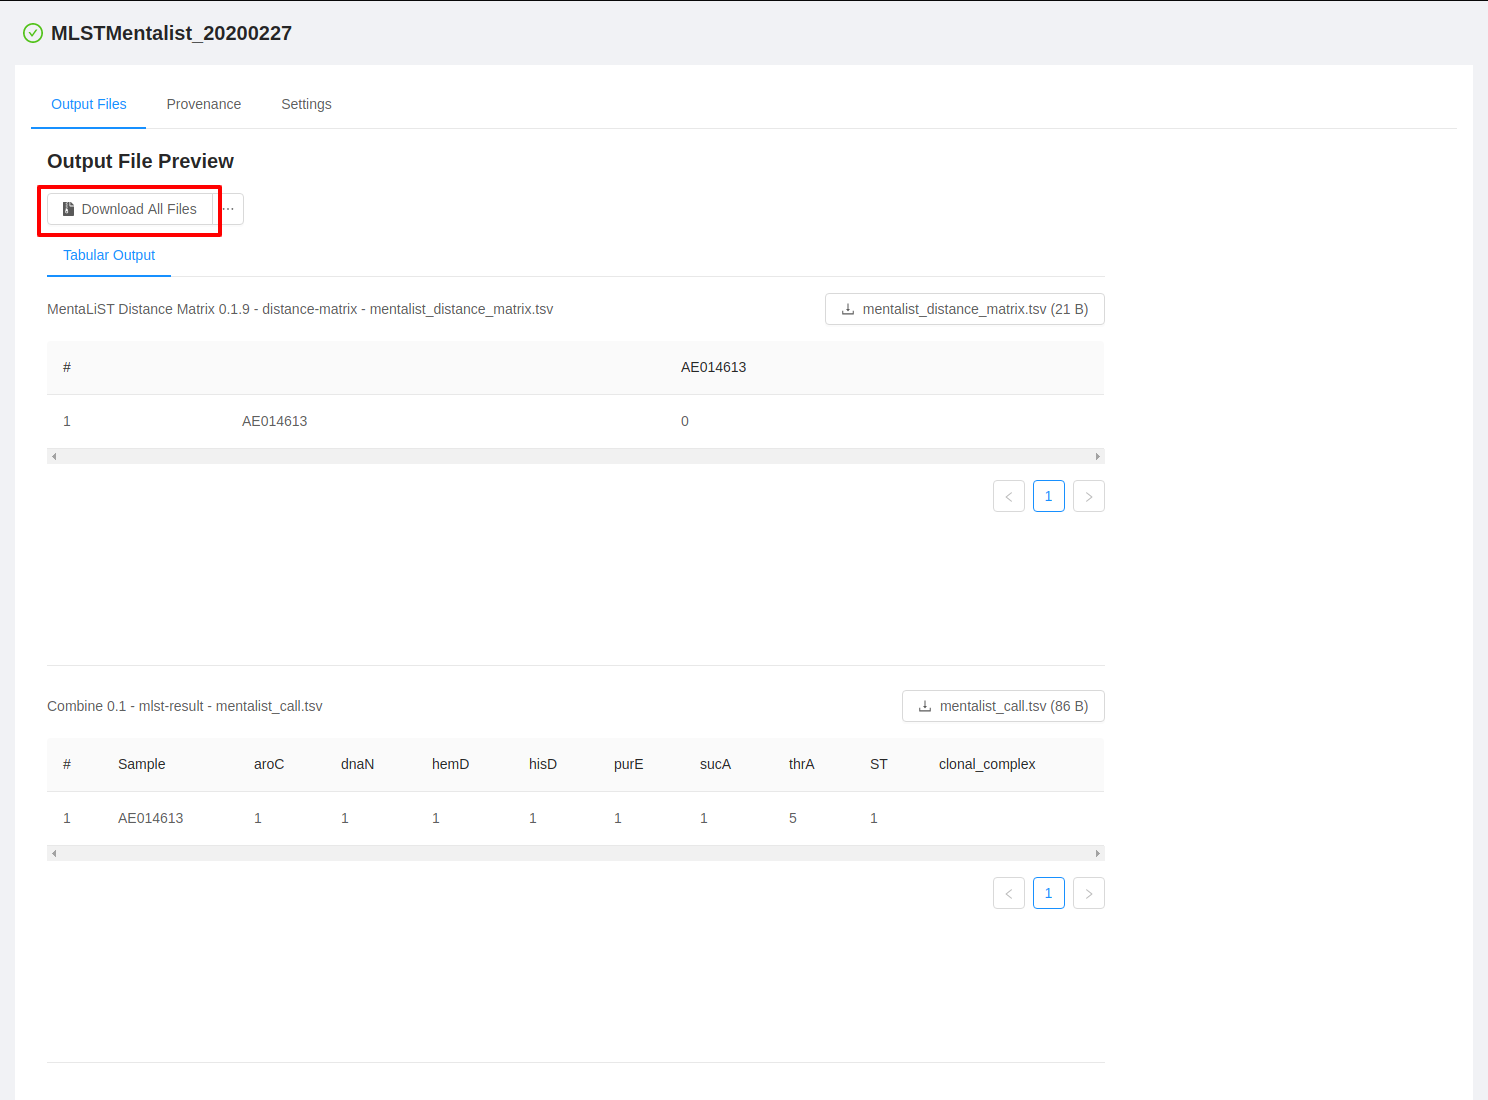 MLSTMentalist_20200227
Output Files Provenance Settings
Output File Preview
Download All Files ...
Tabular Output
MentaLiST Distance Matrix 0.1.9 - distance-matrix - mentalist_distance_matrix.tsv mentalist_distance_matrix.tsv (21 B)
# AE014613
1 AE014613 0
< 1 >
Combine 0.1 - mlst-result - mentalist_call.tsv mentalist_call.tsv (86 B)
# Sample aroC dnaN hemD hisD purE sucA thrA ST clonal_complex
1 AE014613 1 1 1 1 1 1 5 1
< 1 >